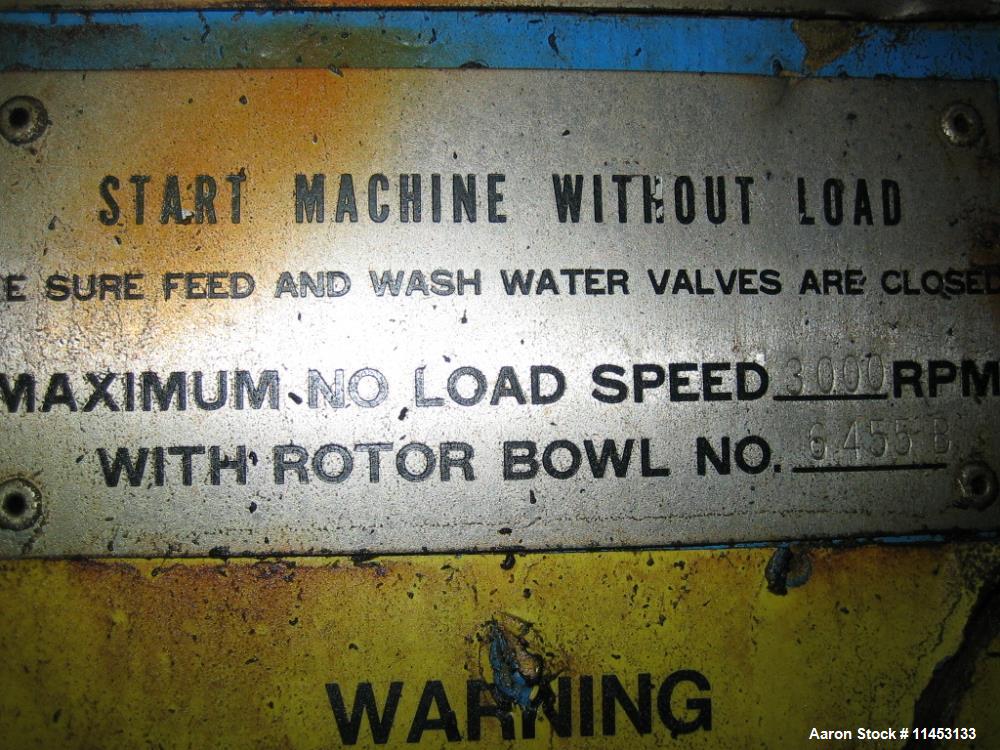 START MACHINE WITHOUT LOAD
E SURE FEED AND WASH WATER VALVES ARE CLOSED
MAXIMUM NO LOAD SPEED 3000 RPM
WITH ROTOR BOWL NO. 6455 B
WARNING
Aaron Stock # 11453133